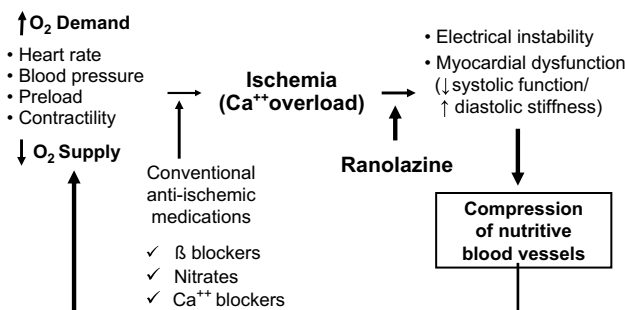 ↑O₂ Demand
• Heart rate
• Blood pressure
• Preload
• Contractility
↓ O₂ Supply
Ischemia
(Ca⁺⁺overload)
• Electrical instability
• Myocardial dysfunction
(↓systolic function/
↑ diastolic stiffness)
Conventional
anti-ischemic
medications
✓ ß blockers
✓ Nitrates
✓ Ca⁺⁺ blockers
Ranolazine
Compression
of nutritive
blood vessels